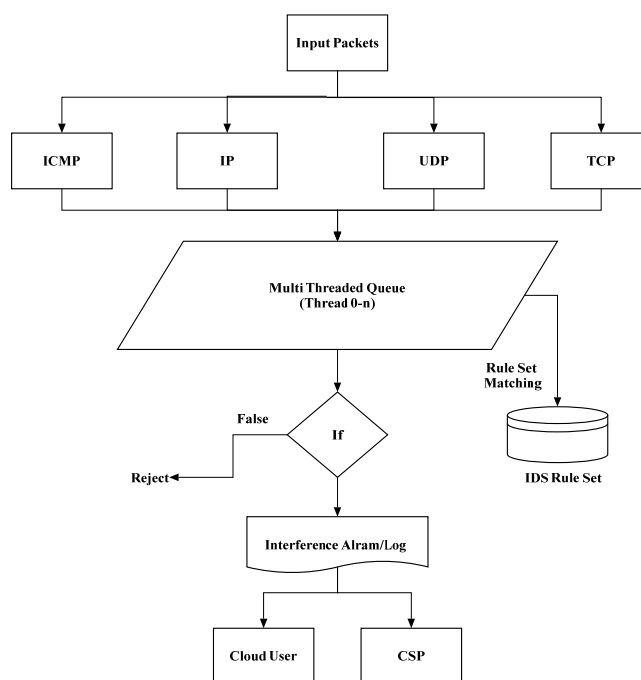 Input Packets
ICMP
IP
UDP
TCP
Multi Threaded Queue
(Thread 0-n)
Rule Set
Matching
False
If
Reject
IDS Rule Set
Interference Alram/Log
Cloud User
CSP